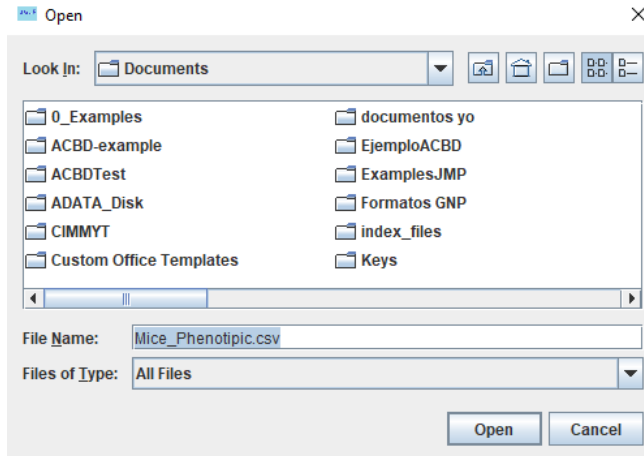 Open
Look In: Documents
0_Examples documentos yo
ACBD-example EjemploACBD
ACBDTest ExamplesJMP
ADATA_Disk Formatos GNP
CIMMYT index_files
Custom Office Templates Keys
File Name: Mice_Phenotipic.csv
Files of Type: All Files
Open Cancel